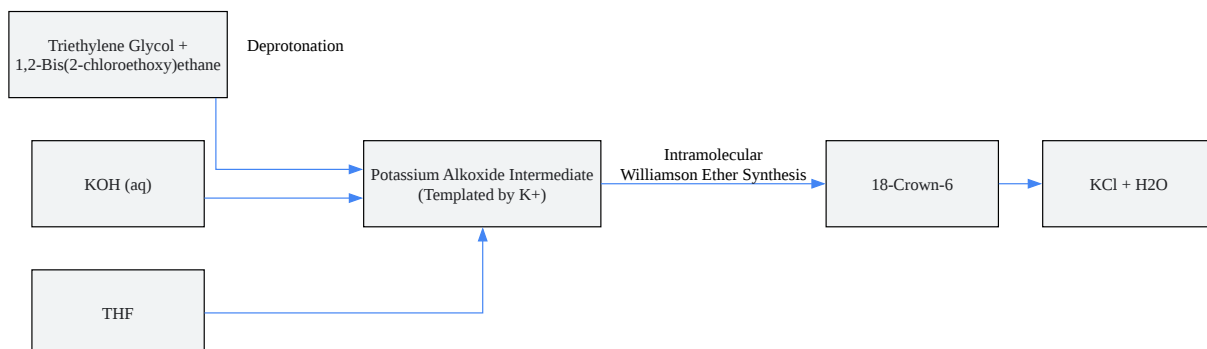 Triethylene Glycol +
1,2-Bis(2-chloroethoxy)ethane
Deprotonation
KOH (aq)
Potassium Alkoxide Intermediate
(Templated by K+)
Intramolecular
Williamson Ether Synthesis
18-Crown-6
KCl + H2O
THF